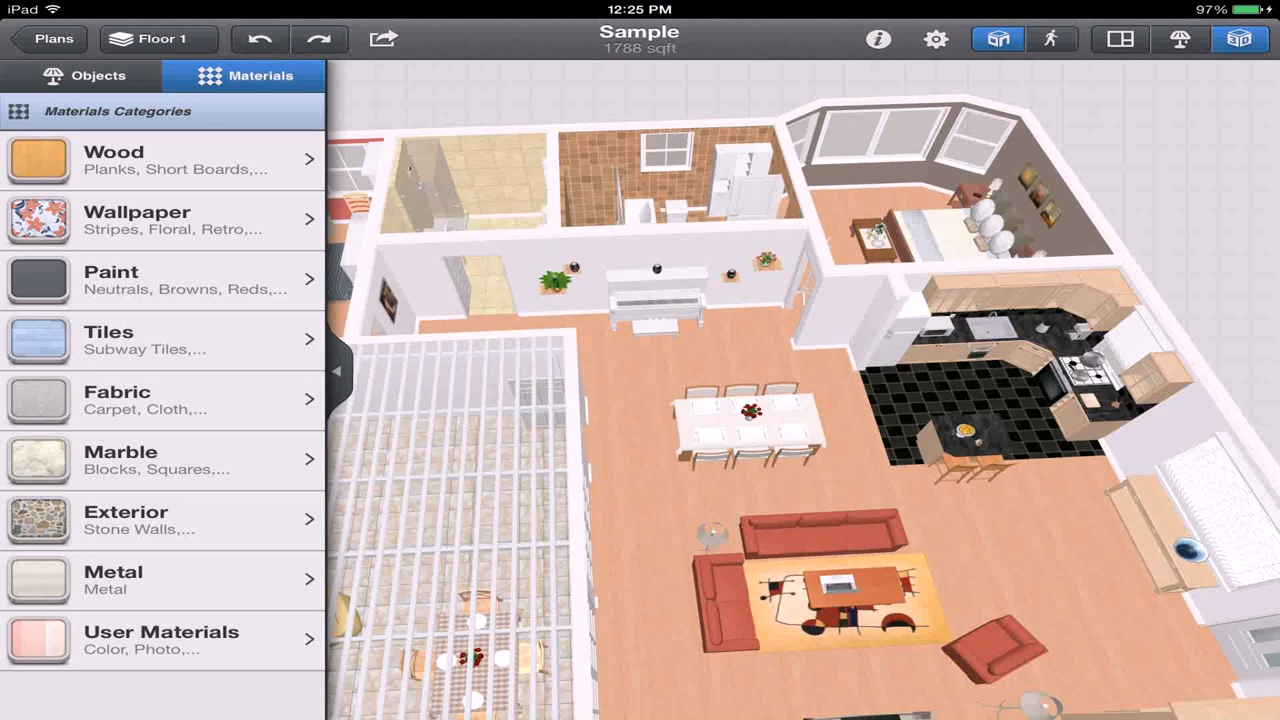 iPad 12:25 PM 97%
Plans Floor 1 Sample
1788 sqft
3D
Objects Materials
Materials Categories
Wood
Planks, Short Boards,...
Wallpaper
Stripes, Floral, Retro,...
Paint
Neutrals, Browns, Reds,...
Tiles
Subway Tiles,...
Fabric
Carpet, Cloth,...
Marble
Blocks, Squares,...
Exterior
Stone Walls,...
Metal
Metal
User Materials
Color, Photo,...